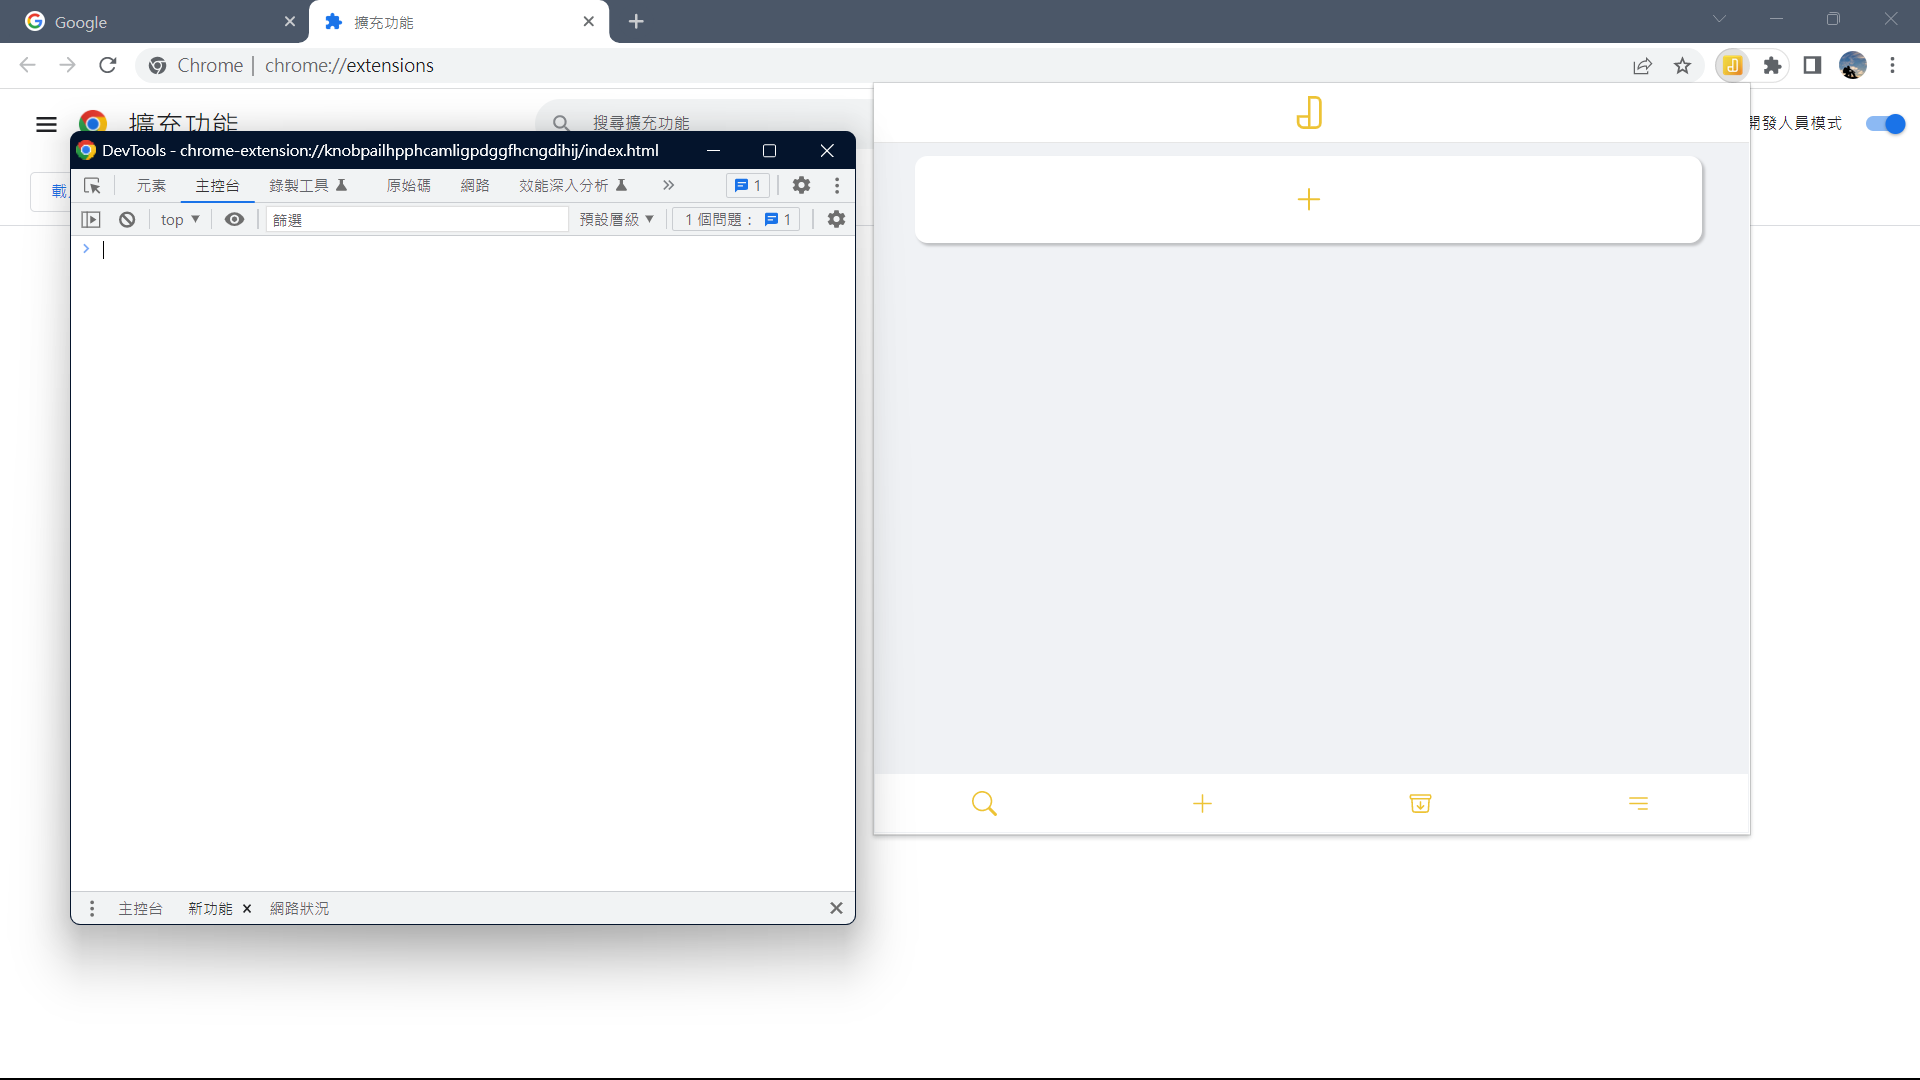 Google
擴充功能
Chrome | chrome://extensions
擴充功能
搜尋擴充功能
開發人員模式
載
DevTools - chrome-extension://knobpailhpphcamligpdggfhcngdihij/index.html
元素 主控台 錄製工具 原始碼 網路 效能深入分析 1
top 篩選 預設層級 1 個問題： 1
主控台 新功能 網路狀況